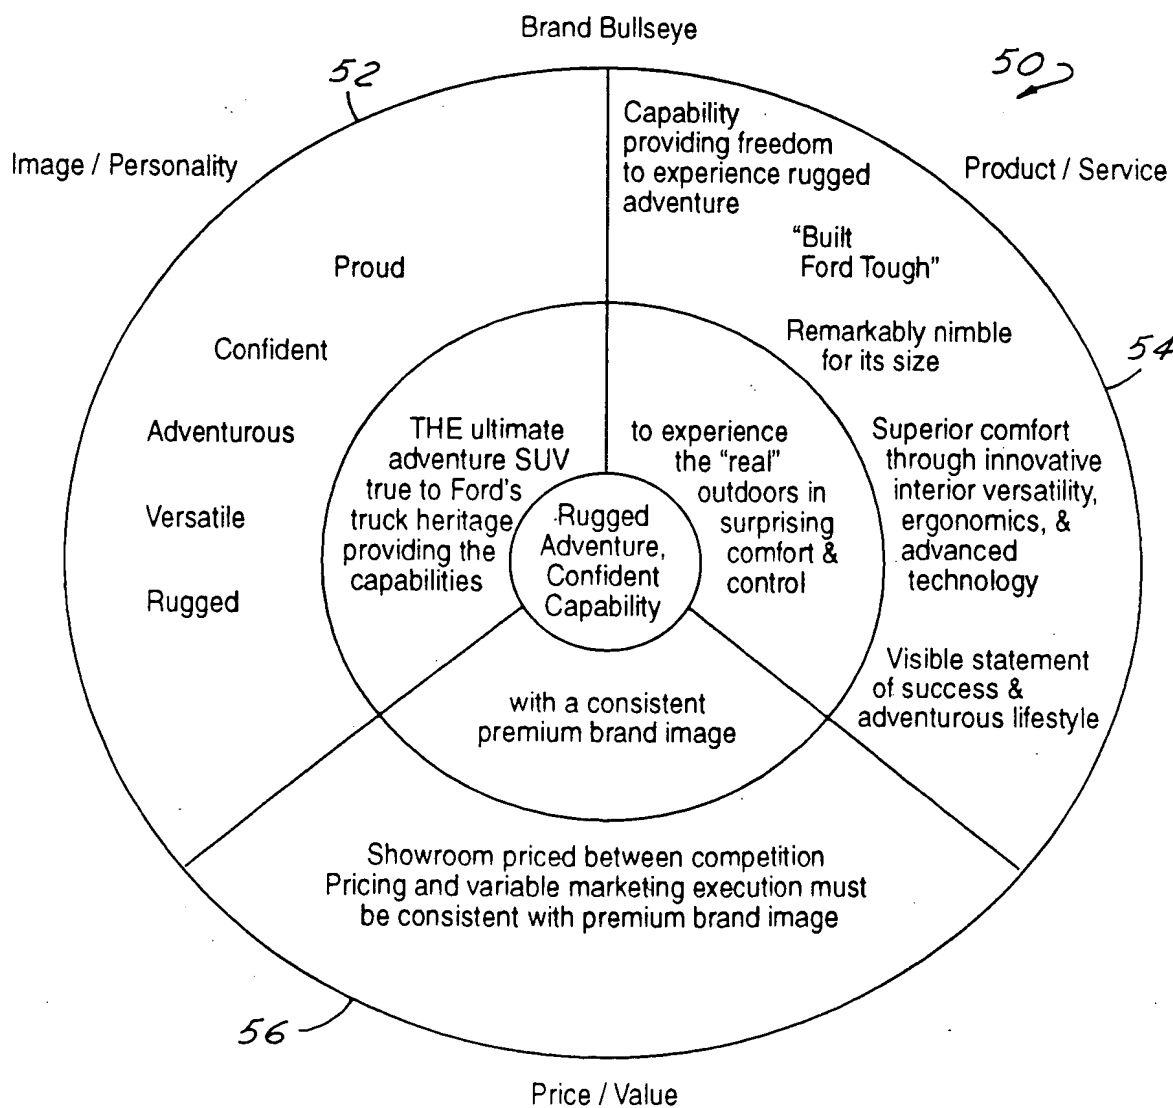 Brand Bullseye
52
50
Image / Personality
Product / Service
Capability
providing freedom
to experience rugged
adventure
"Built
Ford Tough"
Remarkably nimble
for its size
54
Superior comfort
through innovative
interior versatility,
ergonomics, &
advanced
technology
Visible statement
of success &
adventurous lifestyle
Proud
Confident
Adventurous
Versatile
Rugged
THE ultimate
adventure SUV
true to Ford's
truck heritage
providing the
capabilities
to experience
the "real"
outdoors in
surprising
comfort &
control
Rugged
Adventure,
Confident
Capability
with a consistent
premium brand image
Showroom priced between competition
Pricing and variable marketing execution must
be consistent with premium brand image
56
Price / Value